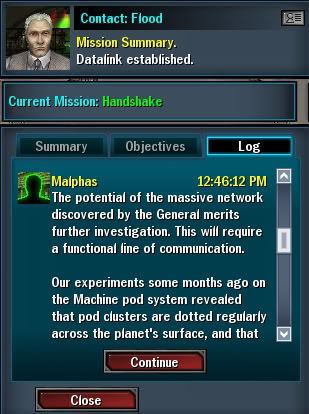 Contact: Flood
Mission Summary.
Datalink established.
Current Mission: Handshake
Summary
Objectives
Log
Malphas 12:46:12 PM
The potential of the massive network
discovered by the General merits
further investigation. This will require
a functional line of communication.
Our experiments some months ago on
the Machine pod system revealed
that pod clusters are dotted regularly
across the planet's surface, and that
Continue
Close